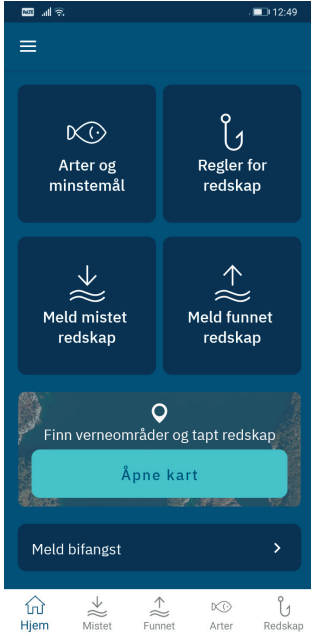 12:49
Arter og
minstemål
Regler for
redskap
Meld mistet
redskap
Meld funnet
redskap
Finn verneområder og tapt redskap
Åpne kart
Meld bifangst
Hjem
Mistet
Funnet
Arter
Redskap